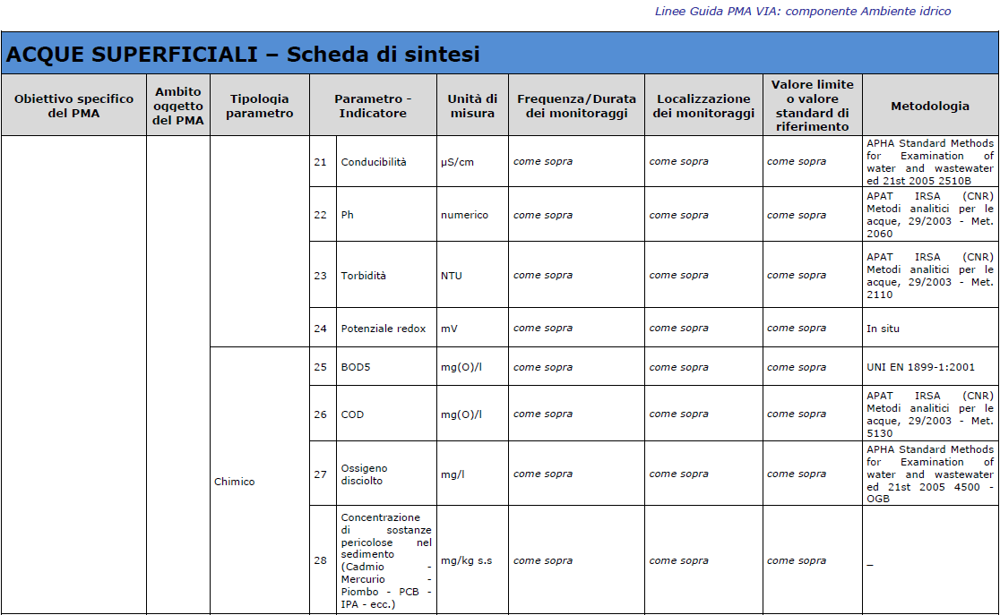 Linee Guida PMA VIA: componente Ambiente idrico
ACQUE SUPERFICIALI – Scheda di sintesi
Obiettivo specifico
del PMA
Ambito
oggetto
del PMA
Tipologia
parametro
Parametro -
Indicatore
Unità di
misura
Frequenza/Durata
dei monitoraggi
Localizzazione
dei monitoraggi
Valore limite
o valore
standard di
riferimento
Metodologia
21
Conducibilità
µS/cm
come sopra
come sopra
come sopra
APHA Standard Methods
for Examination of
water and wastewater
ed 21st 2005 2510B
22
Ph
numerico
come sopra
come sopra
come sopra
APAT IRSA (CNR)
Metodi analitici per le
acque, 29/2003 - Met.
2060
23
Torbidità
NTU
come sopra
come sopra
come sopra
APAT IRSA (CNR)
Metodi analitici per le
acque, 29/2003 - Met.
2110
24
Potenziale redox
mV
come sopra
come sopra
come sopra
In situ
Chimico
25
BOD5
mg(O)/l
come sopra
come sopra
come sopra
UNI EN 1899-1:2001
26
COD
mg(O)/l
come sopra
come sopra
come sopra
APAT IRSA (CNR)
Metodi analitici per le
acque, 29/2003 - Met.
5130
27
Ossigeno
disciolto
mg/l
come sopra
come sopra
come sopra
APHA Standard Methods
for Examination of
water and wastewater
ed 21st 2005 4500 -
OGB
28
Concentrazione
di sostanze
pericolose nel
sedimento
(Cadmio -
Mercurio -
Piombo - PCB -
IPA - ecc.)
mg/kg s.s
come sopra
come sopra
come sopra
_